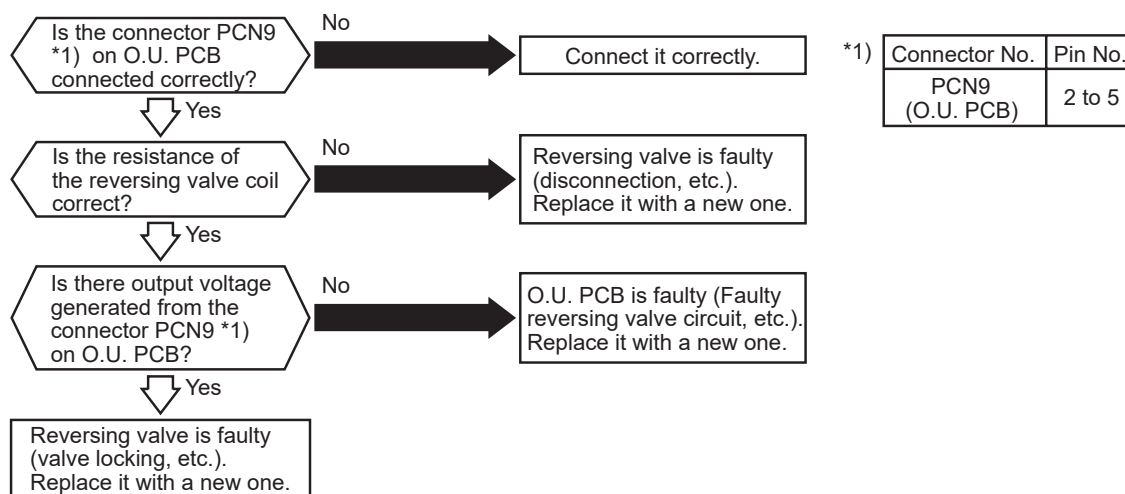 Is the connector PCN9
*1) on O.U. PCB
connected correctly?
No
Connect it correctly.
*1)
Connector No. Pin No.
PCN9
(O.U. PCB)
2 to 5
Yes
Is the resistance of
the reversing valve coil
correct?
No
Reversing valve is faulty
(disconnection, etc.).
Replace it with a new one.
Yes
Is there output voltage
generated from the
connector PCN9 *1)
on O.U. PCB?
No
O.U. PCB is faulty (Faulty
reversing valve circuit, etc.).
Replace it with a new one.
Yes
Reversing valve is faulty
(valve locking, etc.).
Replace it with a new one.